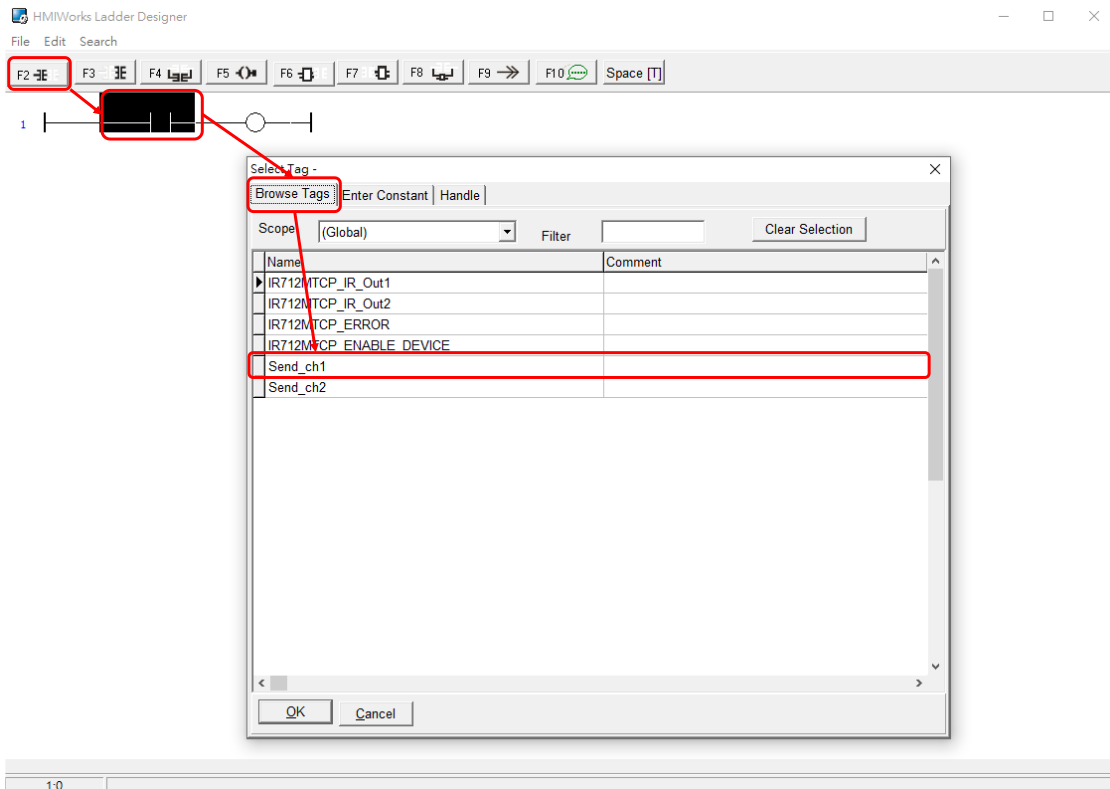 HMIWorks Ladder Designer
File Edit Search
F2 F3 F4 F5 F6 F7 F8 F9 F10 Space [T]
1
Select Tag -
Browse Tags Enter Constant Handle
Scope (Global) Filter Clear Selection
Name Comment
IR712MTCP_IR_Out1
IR712MTCP_IR_Out2
IR712MTCP_ERROR
IR712MTCP_ENABLE_DEVICE
Send_ch1
Send_ch2
OK Cancel
1:0